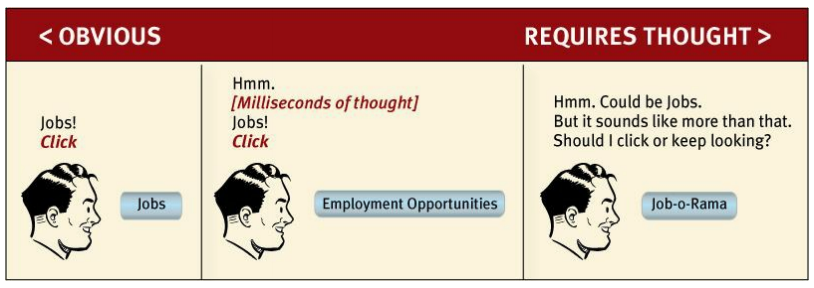 < OBVIOUS
REQUIRES THOUGHT >
Jobs!
Click
Jobs
Hmm.
[Milliseconds of thought]
Jobs!
Click
Employment Opportunities
Hmm. Could be Jobs.
But it sounds like more than that.
Should I click or keep looking?
Job-o-Rama